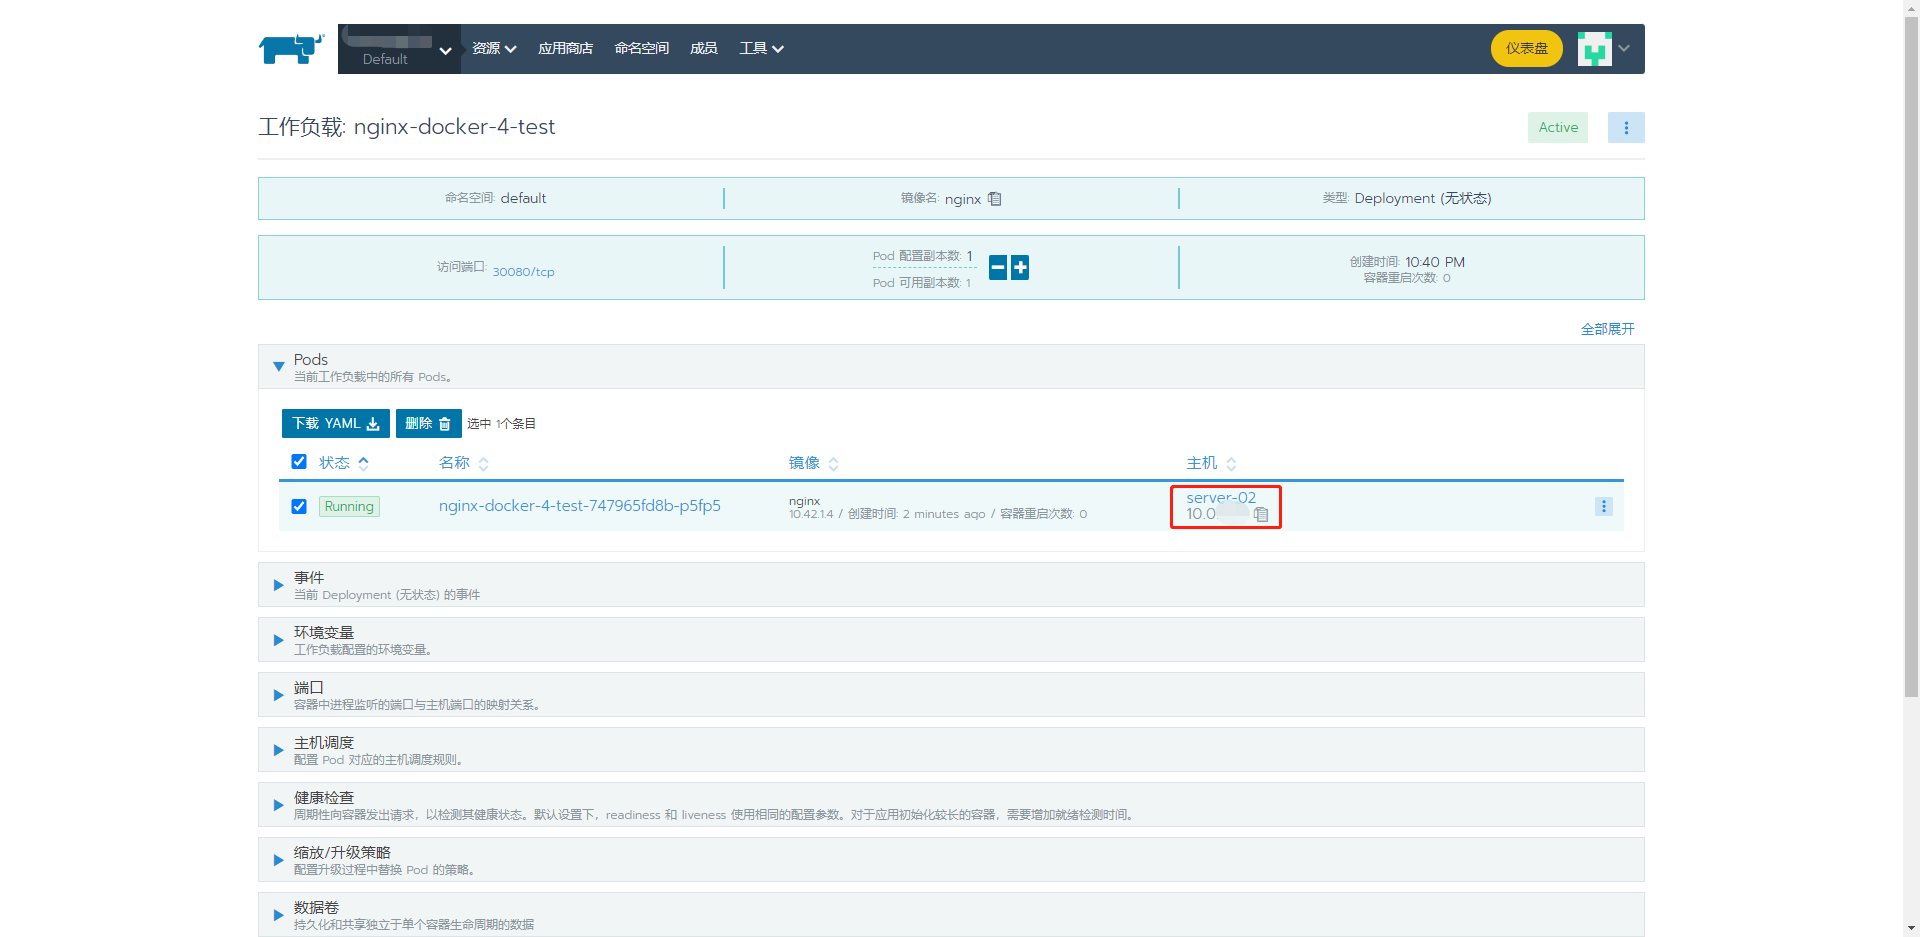 Default
资源
应用商店
命名空间
成员
工具
仪表盘
工作负载: nginx-docker-4-test
Active
命名空间: default
镜像名: nginx
类型: Deployment (无状态)
访问端口: 30080/tcp
Pod 配置副本数: 1
Pod 可用副本数: 1
创建时间: 10:40 PM
容器重启次数: 0
全部展开
Pods
当前工作负载中的所有 Pods。
下载 YAML
删除
选中 1个条目
状态
名称
镜像
主机
Running
nginx-docker-4-test-747965fd8b-p5fp5
nginx
10.42.1.4 / 创建时间: 2 minutes ago / 容器重启次数: 0
server-02
10.0
事件
当前 Deployment (无状态) 的事件
环境变量
工作负载配置的环境变量。
端口
容器中进程监听的端口与主机端口的映射关系。
主机调度
配置 Pod 对应的主机调度规则。
健康检查
周期性向容器发出请求，以检测其健康状态。默认设置下，readiness 和 liveness 使用相同的配置参数。对于应用初始化较长的容器，需要增加就绪检测时间。
缩放/升级策略
配置升级过程中替换 Pod 的策略。
数据卷
持久化和共享独立于单个容器生命周期的数据